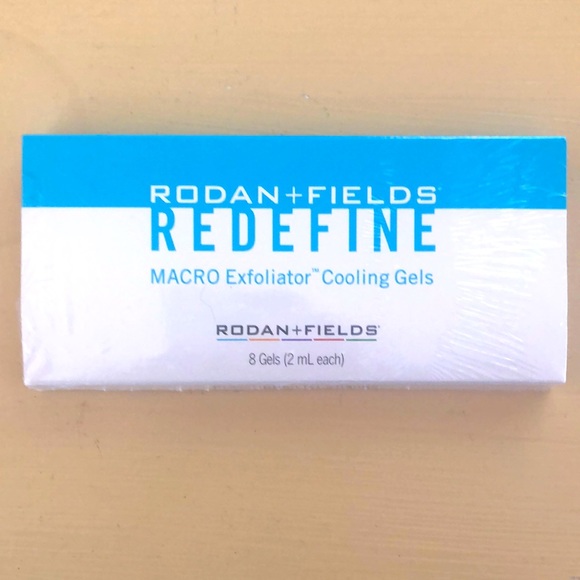 RODAN+FIELDS®
REDEFINE
MACRO Exfoliator™ Cooling Gels
RODAN+FIELDS®
8 Gels (2 mL each)